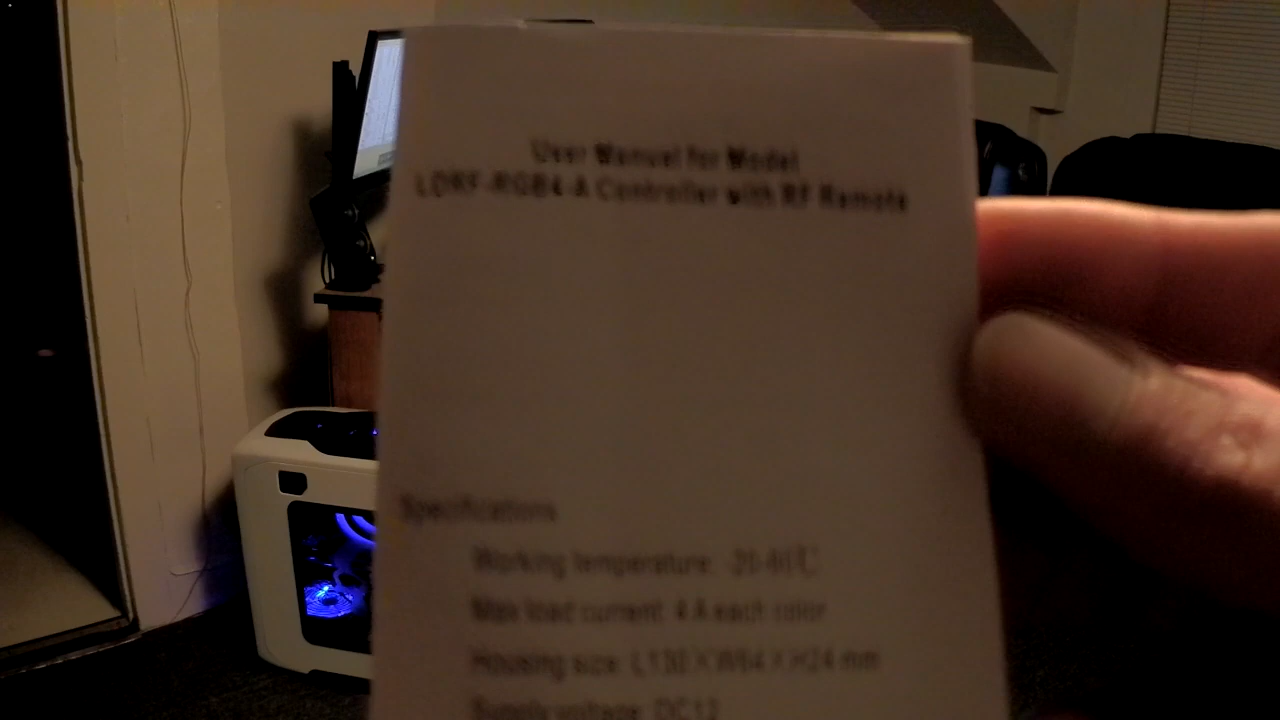 User Manual for Model
LDRF-RGB4-A Controller with RF Remote
Specifications
Working temperature: -20-60℃
Max load current: 4 A each color
Housing size: L130×W64××H24 mm
Supply voltage: DC12